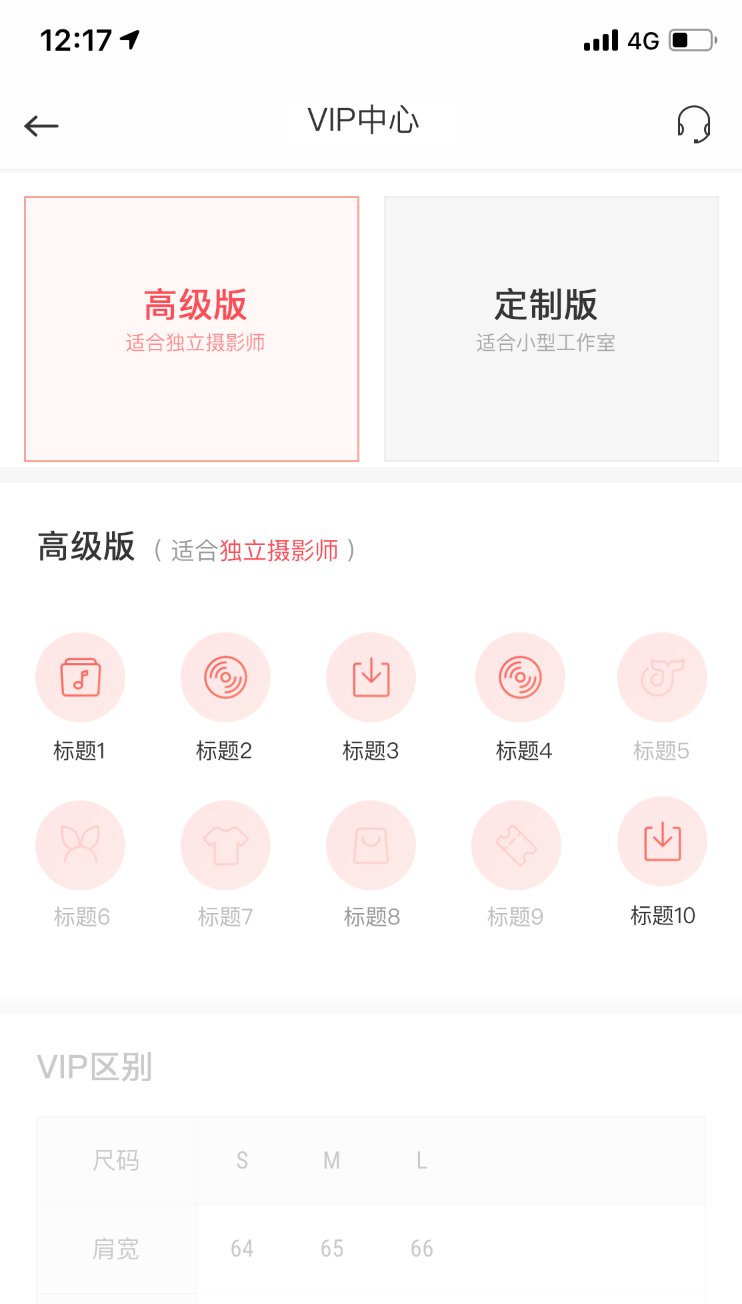 12:17
4G
VIP中心
高级版
适合独立摄影师
定制版
适合小型工作室
高级版（适合独立摄影师）
标题1 标题2 标题3 标题4 标题5
标题6 标题7 标题8 标题9 标题10
VIP区别
尺码 S M L
肩宽 64 65 66